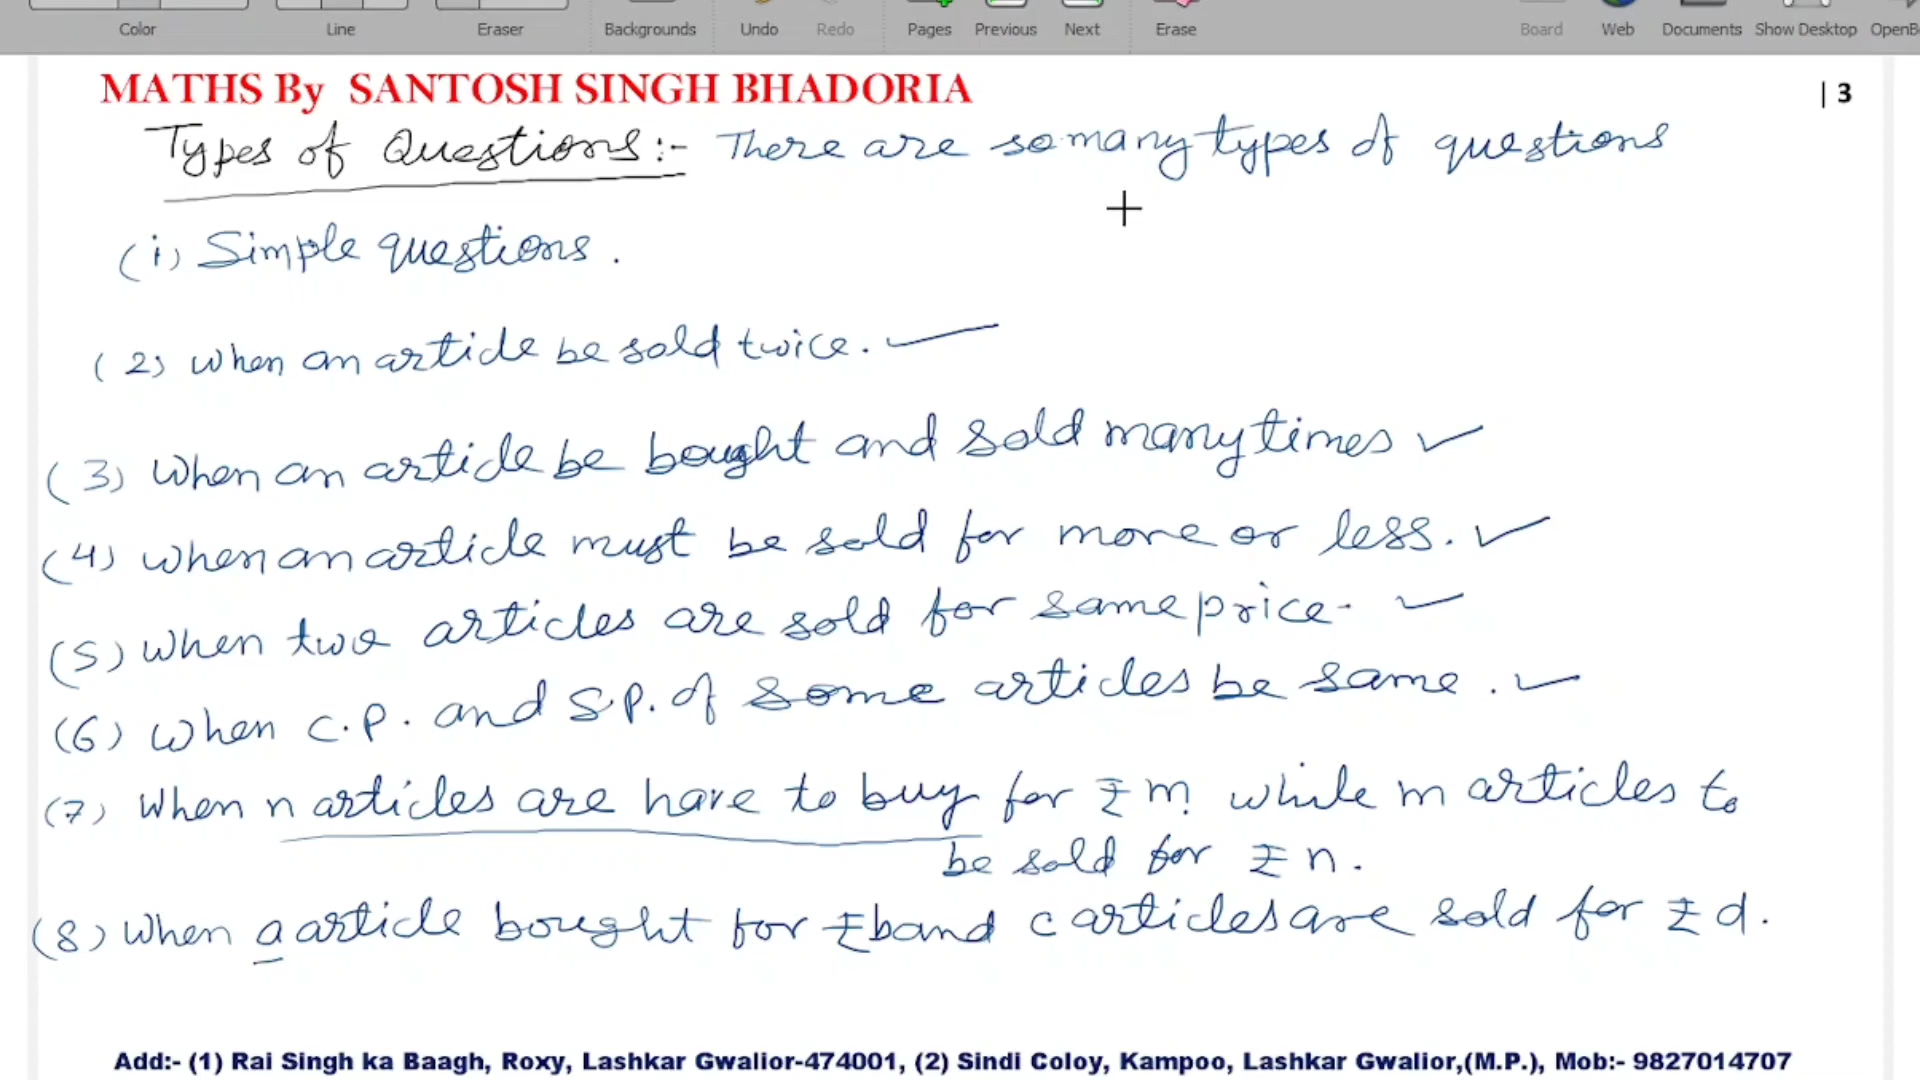 Color Line Eraser Backgrounds Undo Redo Pages Previous Next Erase Board Web Documents Show Desktop OpenB
MATHS By SANTOSH SINGH BHADORIA | 3
Types of Questions:- There are so many types of questions
(i) Simple questions.
(2) When an article be sold twice.
(3) When an article be bought and sold many times
(4) When an article must be sold for more or less.
(5) When two articles are sold for same price.
(6) When C.P. and S.P. of some articles be same.
(7) When n articles are have to buy for ₹ m while m articles to
be sold for ₹ n.
(8) When a article bought for ₹ b and c articles are sold for ₹ d.
Add:- (1) Rai Singh ka Baagh, Roxy, Lashkar Gwalior-474001, (2) Sindi Coloy, Kampoo, Lashkar Gwalior,(M.P.), Mob:- 9827014707